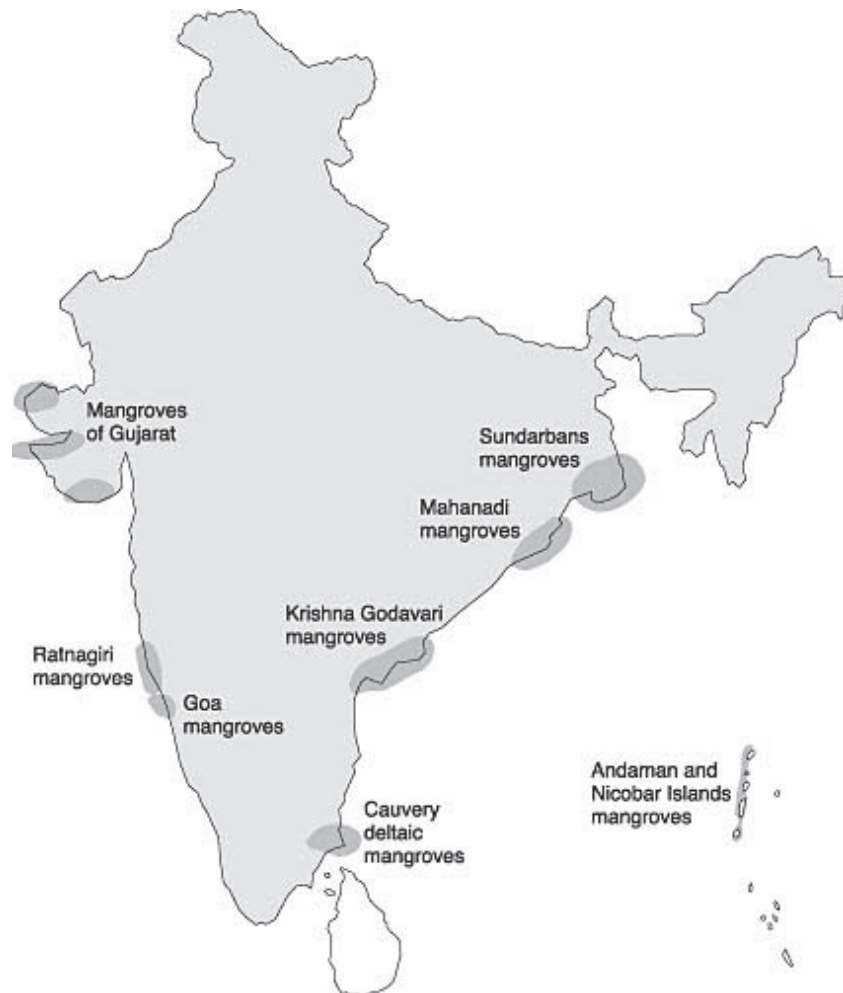 Mangroves
of Gujarat
Sundarbans
mangroves
Mahanadi
mangroves
Krishna Godavari
mangroves
Ratnagiri
mangroves
Goa
mangroves
Andaman and
Nicobar Islands
mangroves
Cauvery
deltaic
mangroves